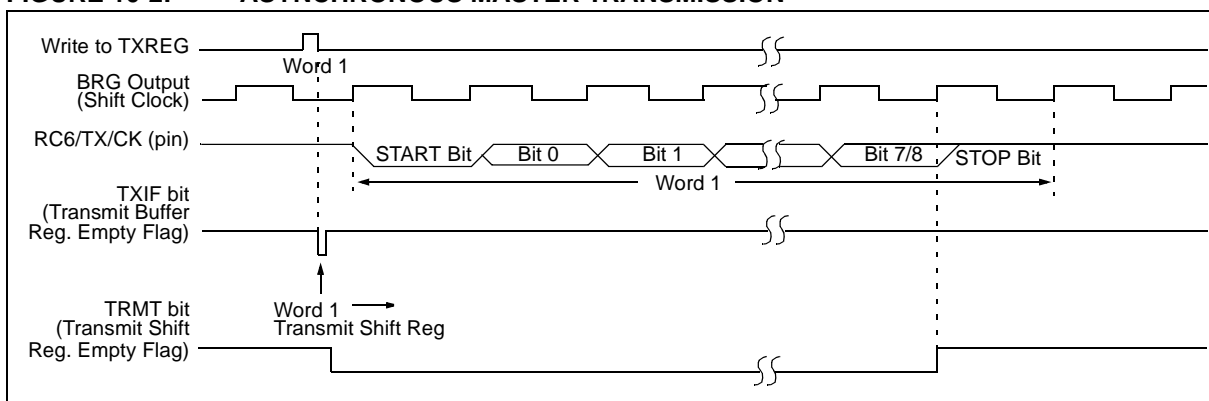 Write to TXREG
Word 1
BRG Output
(Shift Clock)
RC6/TX/CK (pin)
START Bit
Bit 0
Bit 1
Bit 7/8
STOP Bit
Word 1
TXIF bit
(Transmit Buffer
Reg. Empty Flag)
TRMT bit
(Transmit Shift
Reg. Empty Flag)
Word 1
Transmit Shift Reg